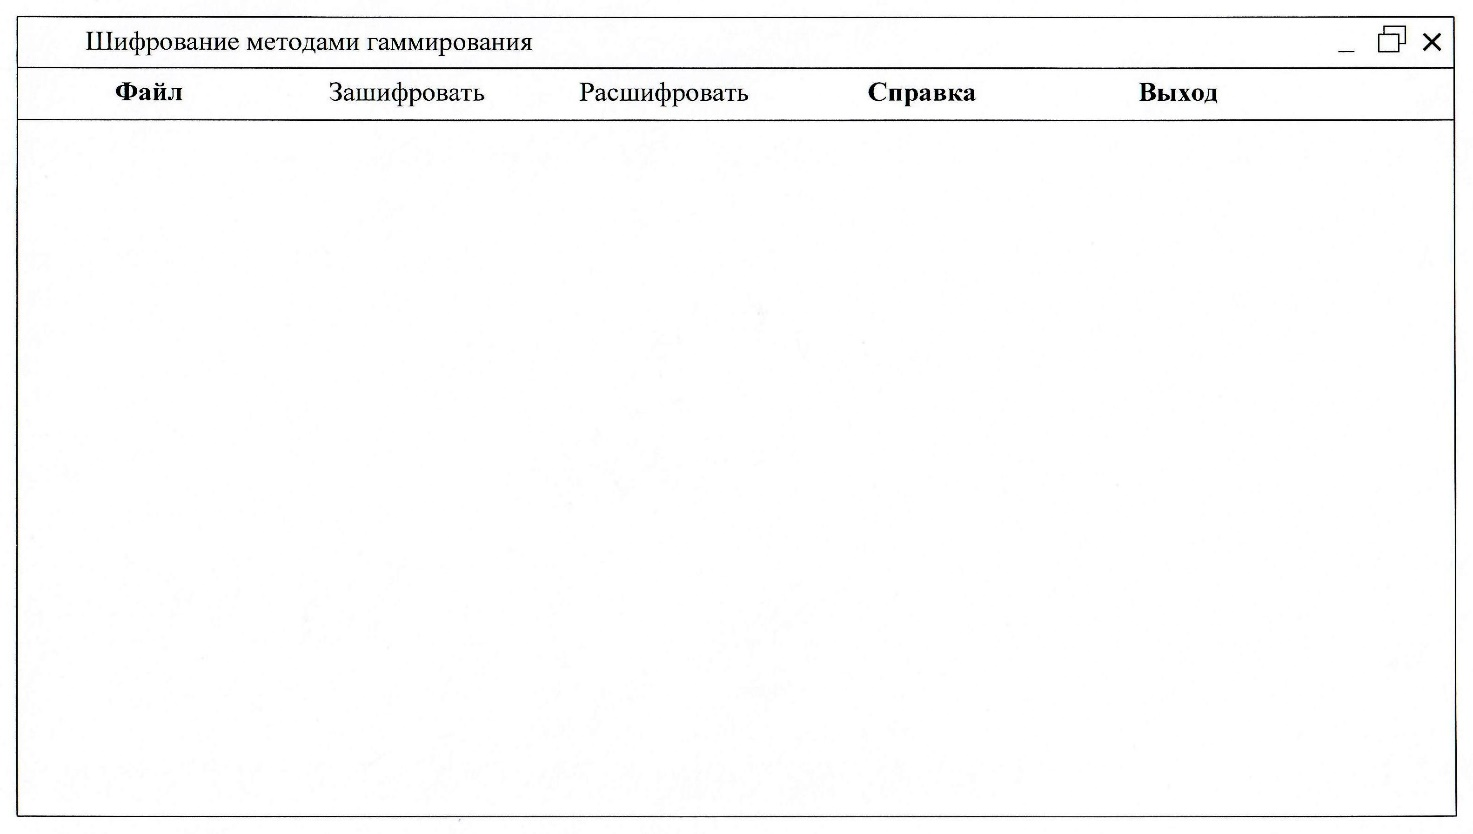 Шифрование методами гаммирования
Файл Зашифровать Расшифровать Справка Выход